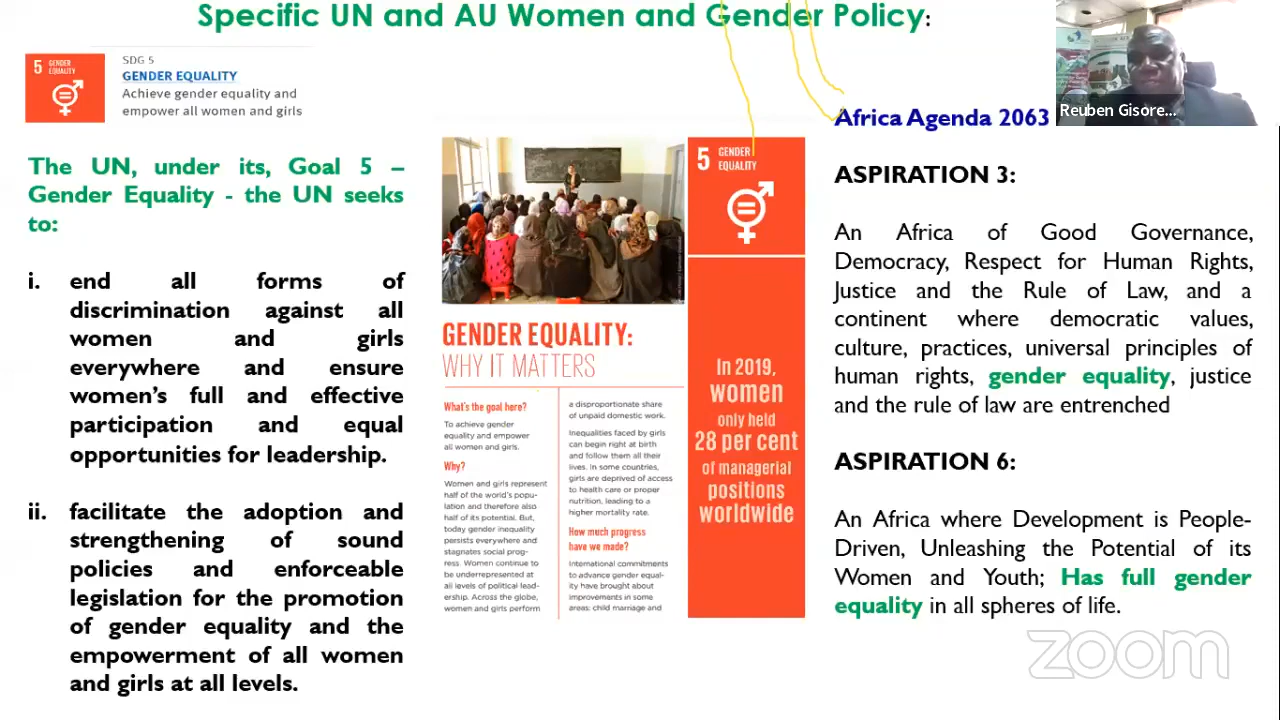 Specific UN and AU Women and Gender Policy:
5 GENDER
EQUALITY
SDG 5
GENDER EQUALITY
Achieve gender equality and
empower all women and girls
The UN, under its, Goal 5 –
Gender Equality - the UN seeks
to:
i. end all forms of
discrimination against all
women and girls
everywhere and ensure
women's full and effective
participation and equal
opportunities for leadership.
ii. facilitate the adoption and
strengthening of sound
policies and enforceable
legislation for the promotion
of gender equality and the
empowerment of all women
and girls at all levels.
5 GENDER
EQUALITY
GENDER EQUALITY:
WHY IT MATTERS
What's the goal here?
To achieve gender
equality and empower
all women and girls.
Why?
Women and girls represent
half of the world's popu-
lation and therefore also
half of its potential. But,
today gender inequality
persists everywhere and
stagnates social prog-
ress. Women continue to
be underrepresented at
all levels of political lead-
ership. Across the globe,
women and girls perform
a disproportionate share
of unpaid domestic work.
Inequalities faced by girls
can begin right at birth
and follow them all their
lives. In some countries,
girls are deprived of access
to health care or proper
nutrition, leading to a
higher mortality rate.
How much progress
have we made?
International commitments
to advance gender equal-
ity have brought about
improvements in some
areas: child marriage and
In 2019,
women
only held
28 per cent
of managerial
positions
worldwide
Reuben Gisore...
Africa Agenda 2063
ASPIRATION 3:
An Africa of Good Governance,
Democracy, Respect for Human Rights,
Justice and the Rule of Law, and a
continent where democratic values,
culture, practices, universal principles of
human rights, gender equality, justice
and the rule of law are entrenched
ASPIRATION 6:
An Africa where Development is People-
Driven, Unleashing the Potential of its
Women and Youth; Has full gender
equality in all spheres of life.
zoom